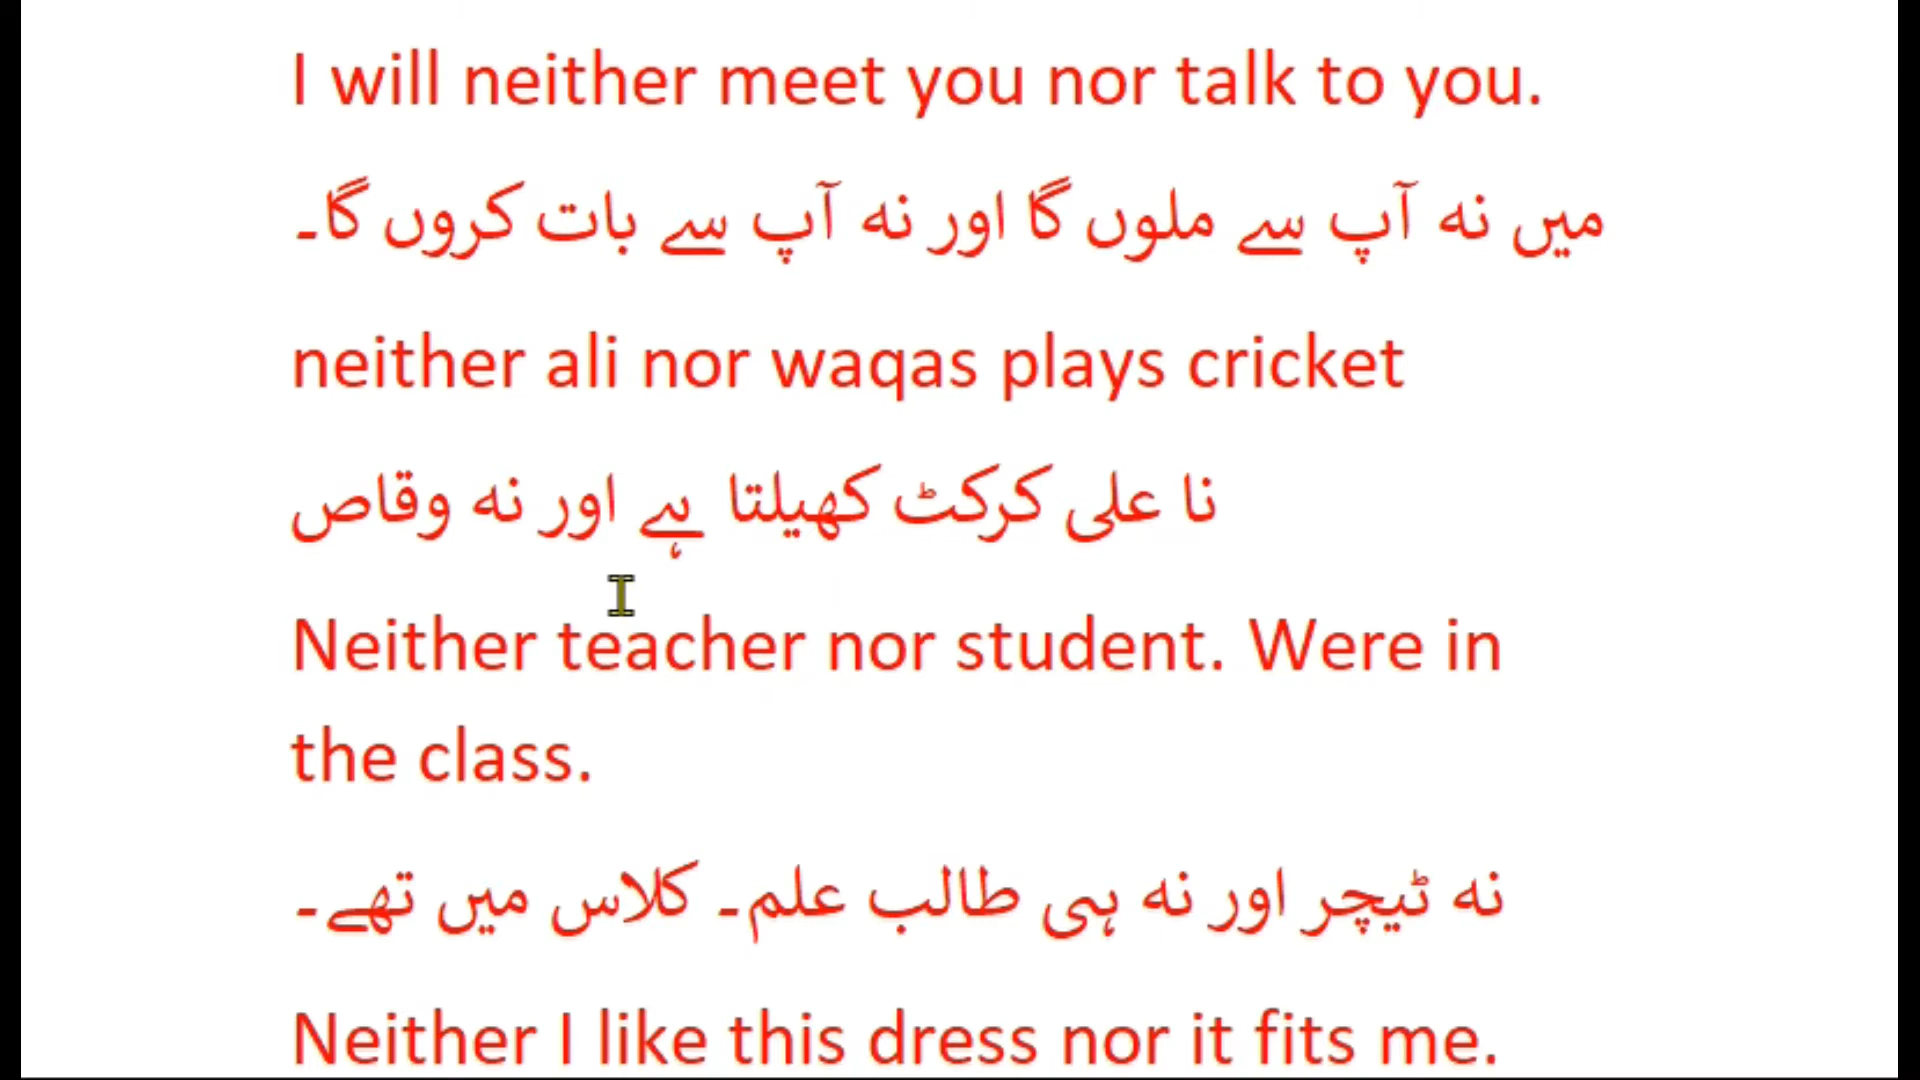 I will neither meet you nor talk to you.
میں نہ آپ سے ملوں گا اور نہ آپ سے بات کروں گا۔
neither ali nor waqas plays cricket
نا علی کرکٹ کھیلتا ہے اور نہ وقاص
Neither teacher nor student. Were in
the class.
نہ ٹیچر اور نہ ہی طالب علم۔ کلاس میں تھے۔
Neither I like this dress nor it fits me.